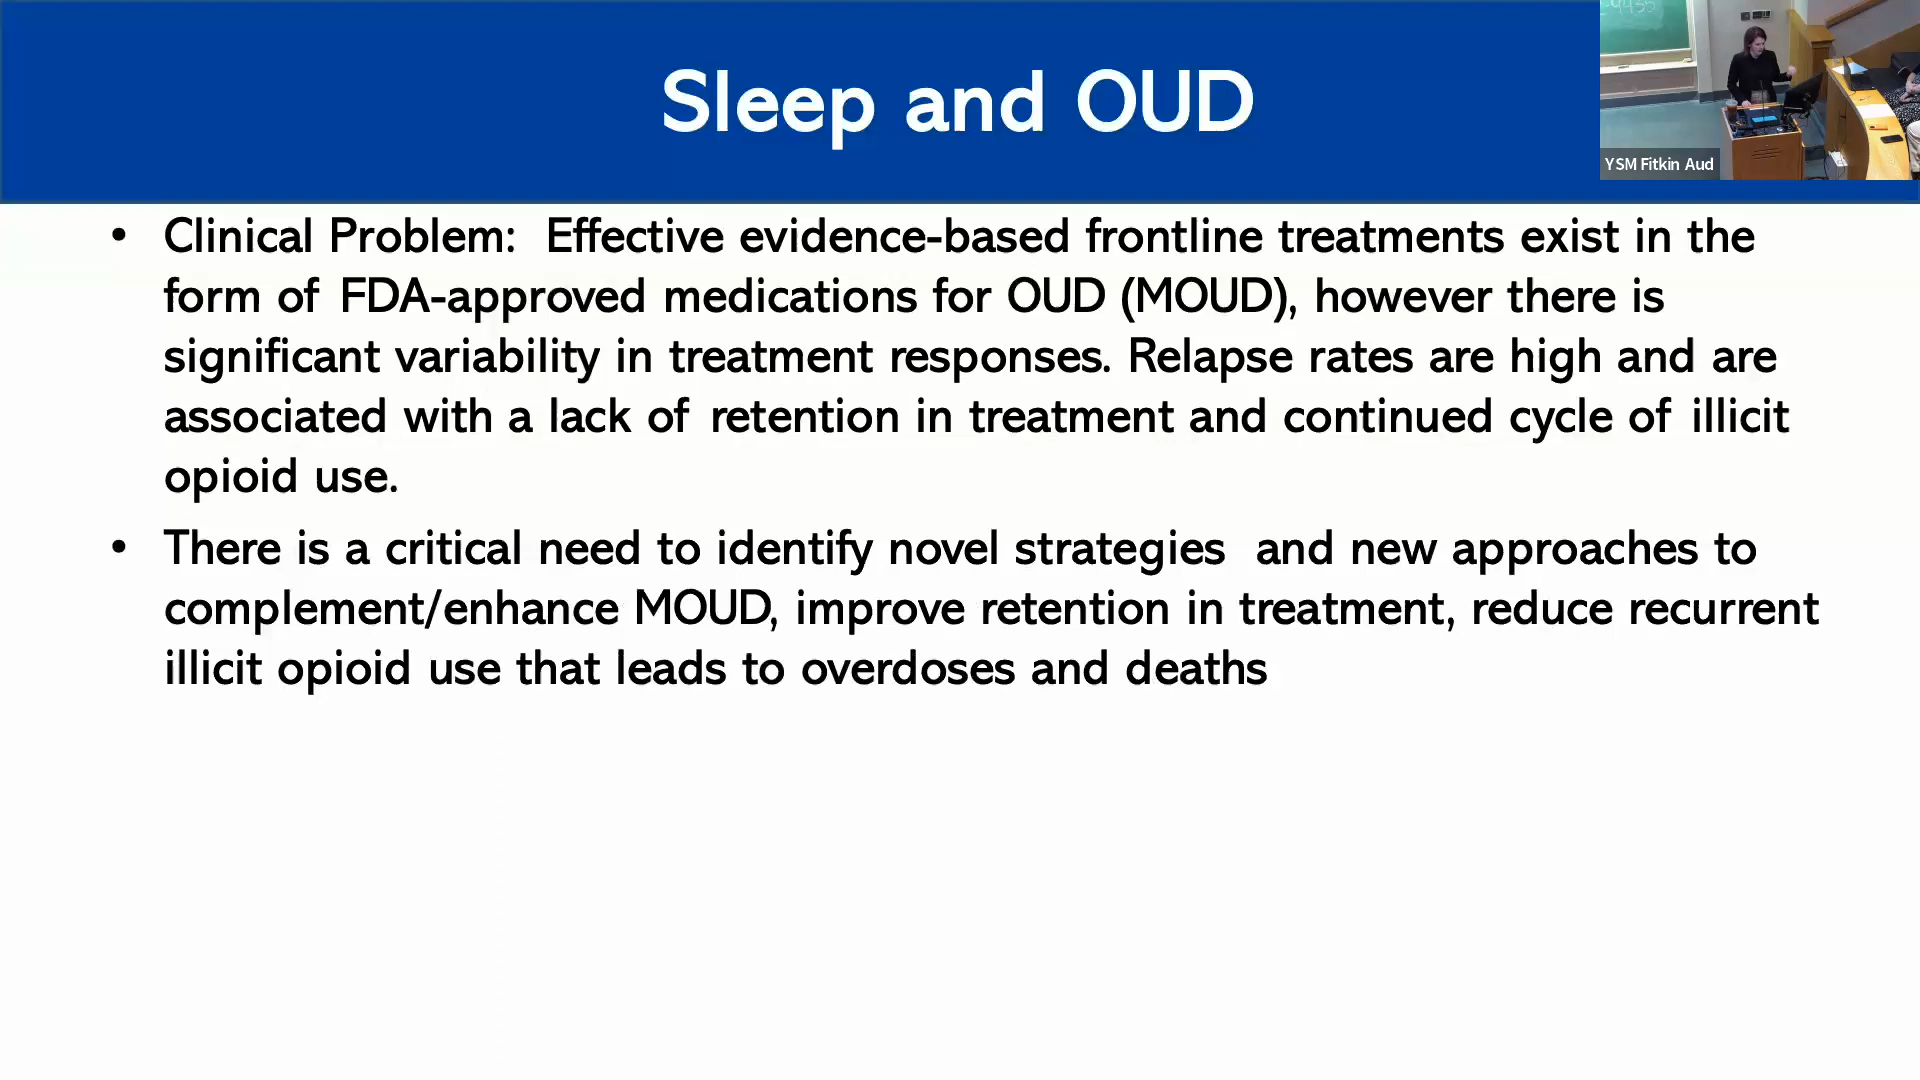 Sleep and OUD
YSM Fitkin Aud
• Clinical Problem:  Effective evidence-based frontline treatments exist in the
form of FDA-approved medications for OUD (MOUD), however there is
significant variability in treatment responses. Relapse rates are high and are
associated with a lack of retention in treatment and continued cycle of illicit
opioid use.
• There is a critical need to identify novel strategies  and new approaches to
complement/enhance MOUD, improve retention in treatment, reduce recurrent
illicit opioid use that leads to overdoses and deaths